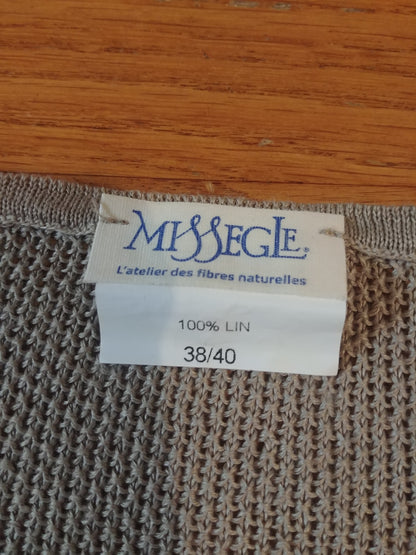 MISSEGLE®
L'atelier des fibres naturelles
100% LIN
38/40